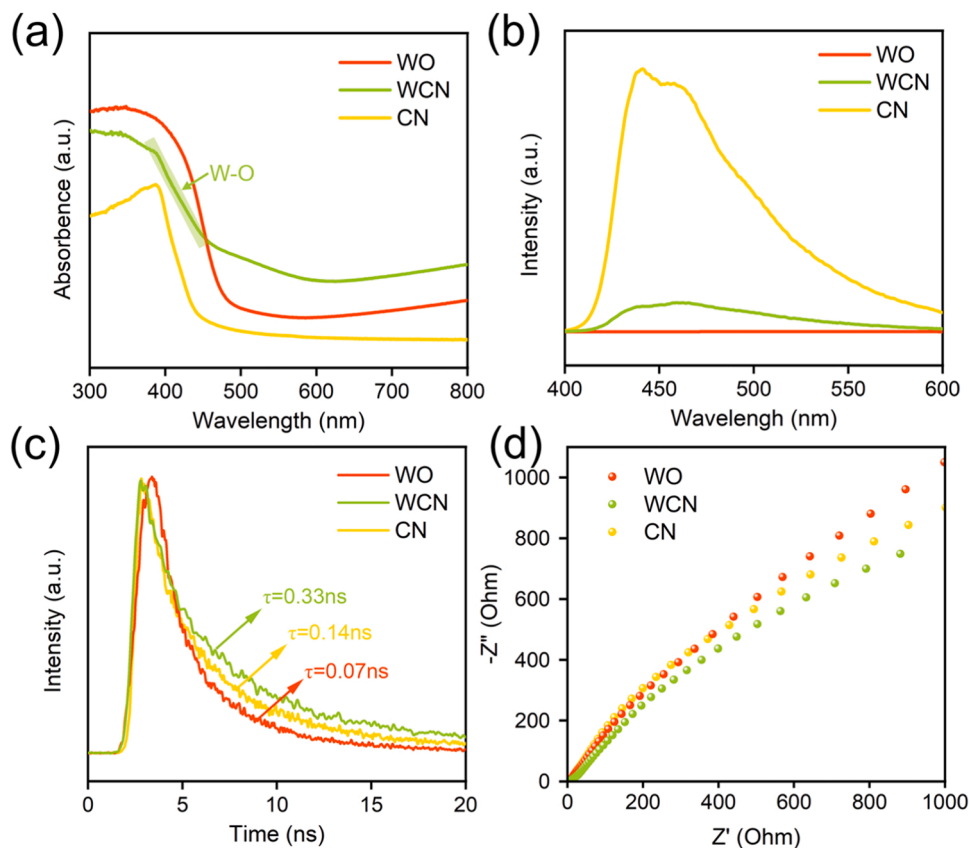 (a)
WO
WCN
CN
W-O
Absorbence (a.u.)
300 400 500 600 700 800
Wavelength (nm)
(b)
WO
WCN
CN
Intensity (a.u.)
400 450 500 550 600
Wavelengh (nm)
(c)
WO
WCN
CN
τ=0.33ns
τ=0.14ns
τ=0.07ns
Intensity (a.u.)
0 5 10 15 20
Time (ns)
(d)
WO
WCN
CN
1000
800
600
400
200
0
-Z" (Ohm)
0 200 400 600 800 1000
Z' (Ohm)